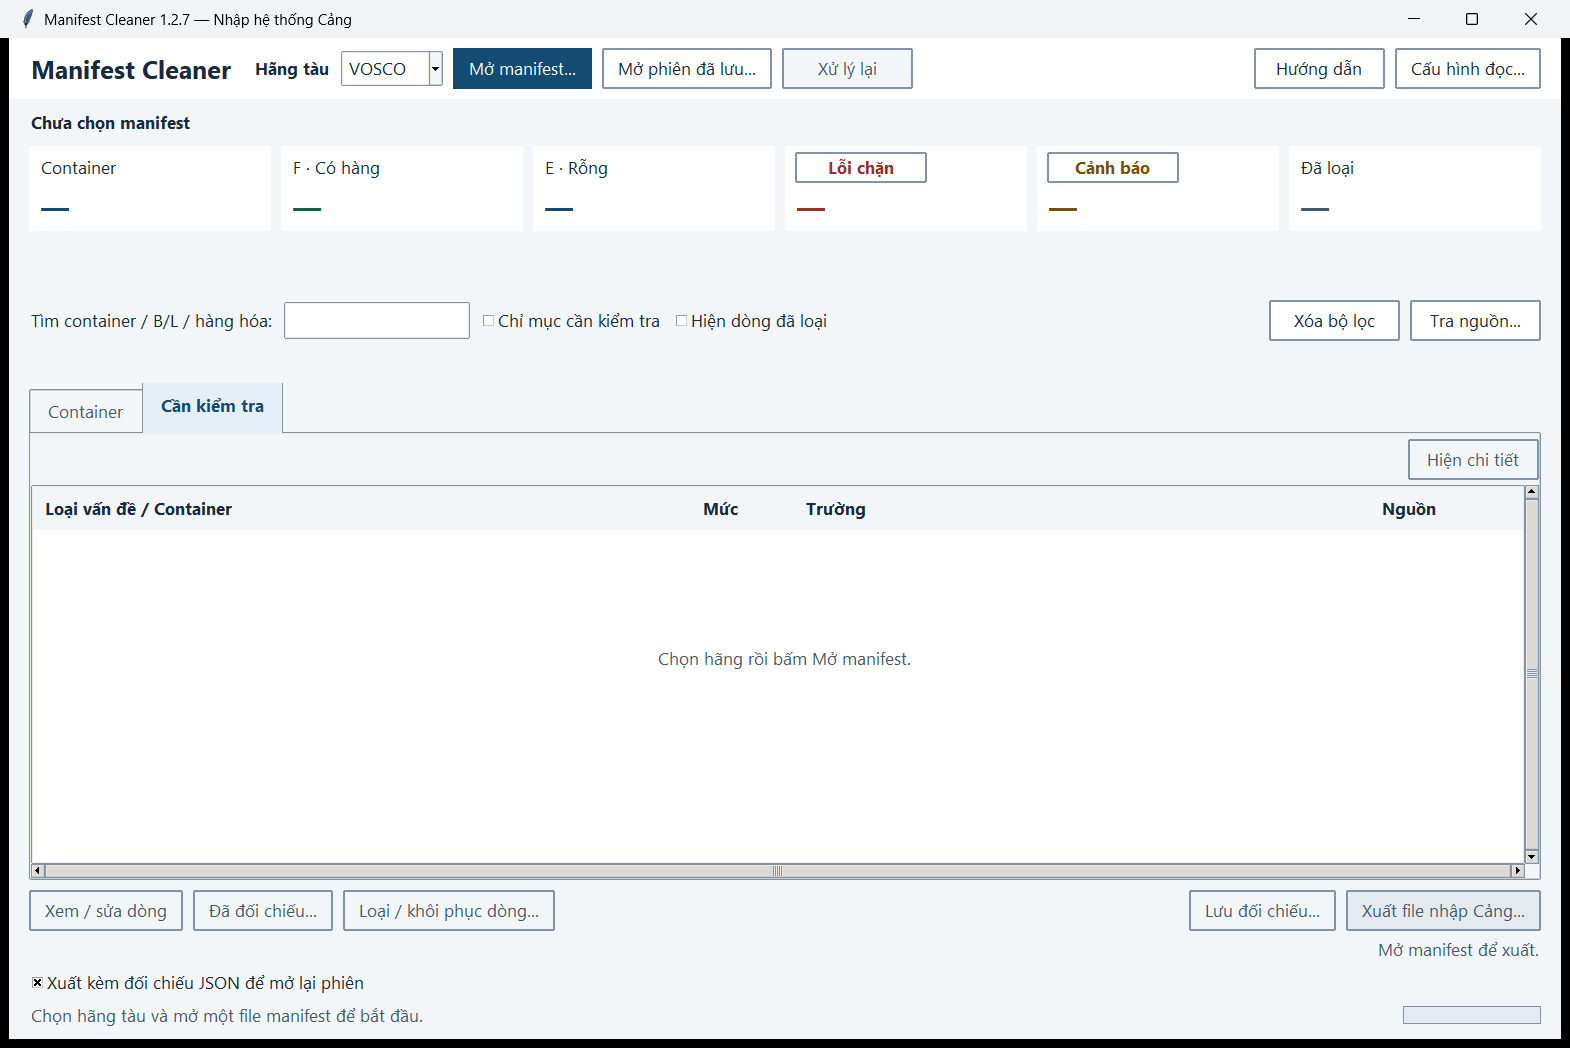 Manifest Cleaner 1.2.7 — Nhập hệ thống Cảng
Manifest Cleaner Hãng tàu VOSCO Mở manifest... Mở phiên đã lưu... Xử lý lại Hướng dẫn Cấu hình đọc...
Chưa chọn manifest
Container F · Có hàng E · Rỗng Lỗi chặn Cảnh báo Đã loại
— — — — — —
Tìm container / B/L / hàng hóa: Chỉ mục cần kiểm tra Hiện dòng đã loại Xóa bộ lọc Tra nguồn...
Container Cần kiểm tra
Hiện chi tiết
Loại vấn đề / Container Mức Trường Nguồn
Chọn hãng rồi bấm Mở manifest.
Xem / sửa dòng Đã đối chiếu... Loại / khôi phục dòng... Lưu đối chiếu... Xuất file nhập Cảng...
Mở manifest để xuất.
Xuất kèm đối chiếu JSON để mở lại phiên
Chọn hãng tàu và mở một file manifest để bắt đầu.